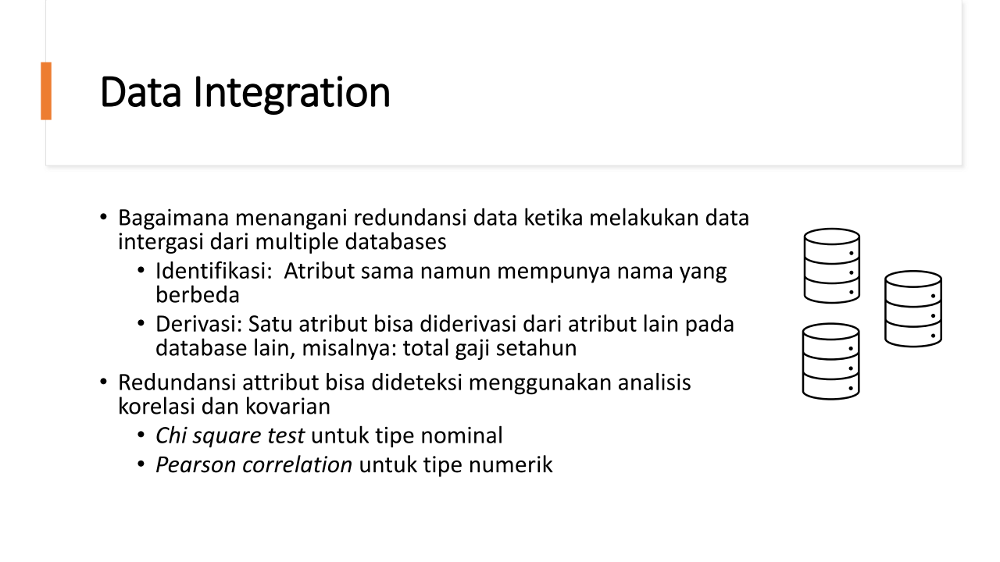 Data Integration
• Bagaimana menangani redundansi data ketika melakukan data
intergasi dari multiple databases
• Identifikasi:  Atribut sama namun mempunya nama yang
berbeda
• Derivasi: Satu atribut bisa diderivasi dari atribut lain pada
database lain, misalnya: total gaji setahun
• Redundansi attribut bisa dideteksi menggunakan analisis
korelasi dan kovarian
• Chi square test untuk tipe nominal
• Pearson correlation untuk tipe numerik